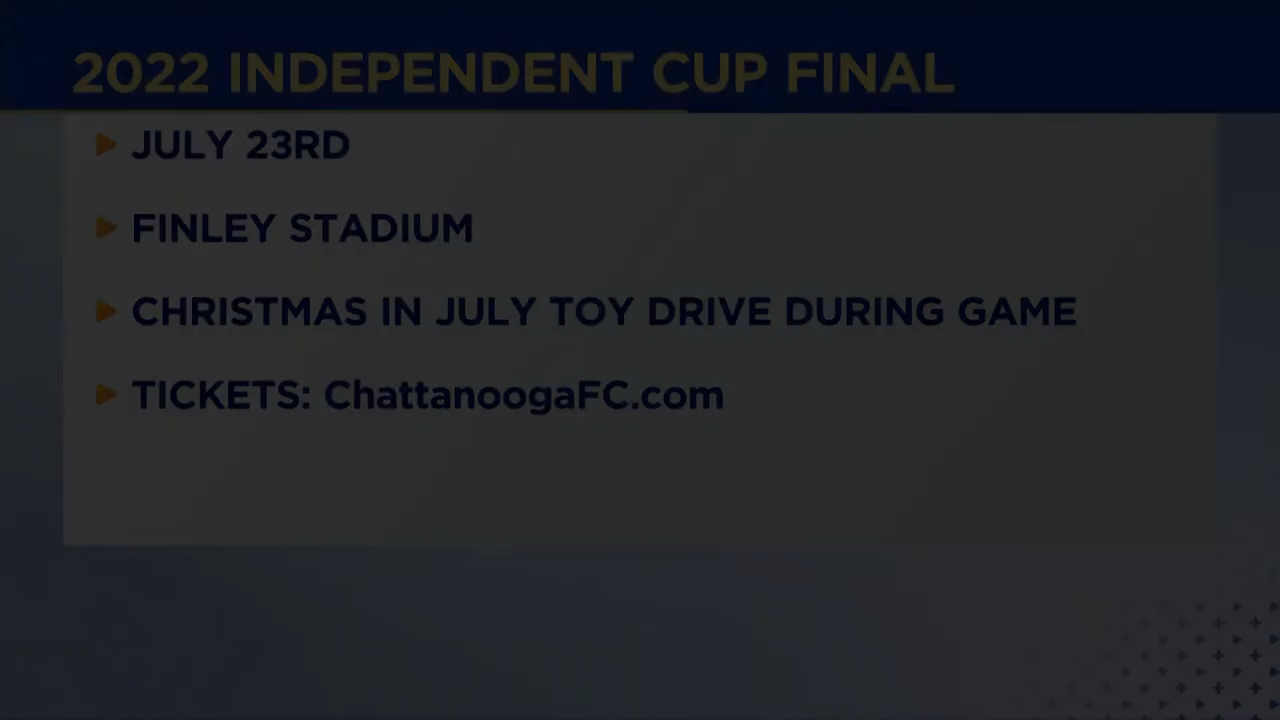 2022 INDEPENDENT CUP FINAL
JULY 23RD
FINLEY STADIUM
CHRISTMAS IN JULY TOY DRIVE DURING GAME
TICKETS: ChattanoogaFC.com